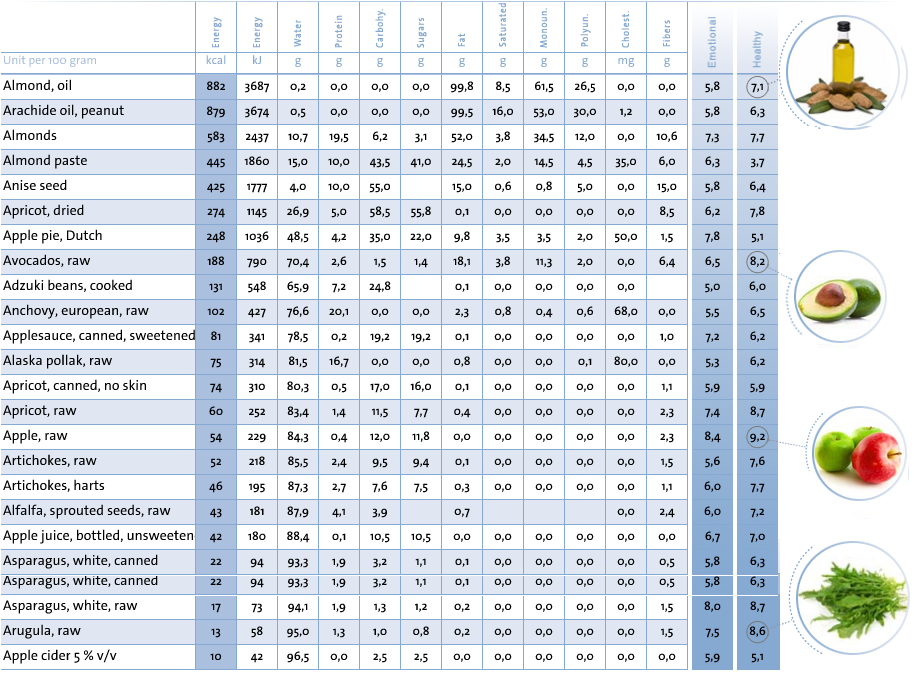 Energy Energy Water Protein Carbohy. Sugars Fat Saturated Monoun. Polyun. Cholest. Fibers Emotional Healthy
Unit per 100 gram kcal kJ g g g g g g g g mg g
Almond, oil 882 3687 0,2 0,0 0,0 0,0 99,8 8,5 61,5 26,5 0,0 0,0 5,8 7,1
Arachide oil, peanut 879 3674 0,5 0,0 0,0 0,0 99,5 16,0 53,0 30,0 1,2 0,0 5,8 6,3
Almonds 583 2437 10,7 19,5 6,2 3,1 52,0 3,8 34,5 12,0 0,0 10,6 7,3 7,7
Almond paste 445 1860 15,0 10,0 43,5 41,0 24,5 2,0 14,5 4,5 35,0 6,0 6,3 3,7
Anise seed 425 1777 4,0 10,0 55,0 15,0 0,6 0,8 5,0 0,0 15,0 5,8 6,4
Apricot, dried 274 1145 26,9 5,0 58,5 55,8 0,1 0,0 0,0 0,0 0,0 8,5 6,2 7,8
Apple pie, Dutch 248 1036 48,5 4,2 35,0 22,0 9,8 3,5 3,5 2,0 50,0 1,5 7,8 5,1
Avocados, raw 188 790 70,4 2,6 1,5 1,4 18,1 3,8 11,3 2,0 0,0 6,4 6,5 8,2
Adzuki beans, cooked 131 548 65,9 7,2 24,8 0,1 0,0 0,0 0,0 0,0 5,0 6,0
Anchovy, european, raw 102 427 76,6 20,1 0,0 0,0 2,3 0,8 0,4 0,6 68,0 0,0 5,5 6,5
Applesauce, canned, sweetened 81 341 78,5 0,2 19,2 19,2 0,1 0,0 0,0 0,0 0,0 1,0 7,2 6,2
Alaska pollak, raw 75 314 81,5 16,7 0,0 0,0 0,8 0,0 0,0 0,1 80,0 0,0 5,3 6,2
Apricot, canned, no skin 74 310 80,3 0,5 17,0 16,0 0,1 0,0 0,0 0,0 0,0 1,1 5,9 5,9
Apricot, raw 60 252 83,4 1,4 11,5 7,7 0,4 0,0 0,0 0,0 0,0 2,3 7,4 8,7
Apple, raw 54 229 84,3 0,4 12,0 11,8 0,0 0,0 0,0 0,0 0,0 2,3 8,4 9,2
Artichokes, raw 52 218 85,5 2,4 9,5 9,4 0,1 0,0 0,0 0,0 0,0 1,5 5,6 7,6
Artichokes, harts 46 195 87,3 2,7 7,6 7,5 0,3 0,0 0,0 0,0 0,0 1,1 6,0 7,7
Alfalfa, sprouted seeds, raw 43 181 87,9 4,1 3,9 0,7 0,0 2,4 6,0 7,2
Apple juice, bottled, unsweeten 42 180 88,4 0,1 10,5 10,5 0,0 0,0 0,0 0,0 0,0 0,0 6,7 7,0
Asparagus, white, canned 22 94 93,3 1,9 3,2 1,1 0,1 0,0 0,0 0,0 0,0 0,5 5,8 6,3
Asparagus, white, canned 22 94 93,3 1,9 3,2 1,1 0,1 0,0 0,0 0,0 0,0 0,5 5,8 6,3
Asparagus, white, raw 17 73 94,1 1,9 1,3 1,2 0,2 0,0 0,0 0,0 0,0 1,5 8,0 8,7
Arugula, raw 13 58 95,0 1,3 1,0 0,8 0,2 0,0 0,0 0,0 0,0 1,5 7,5 8,6
Apple cider 5 % v/v 10 42 96,5 0,0 2,5 2,5 0,0 0,0 0,0 0,0 0,0 0,0 5,9 5,1